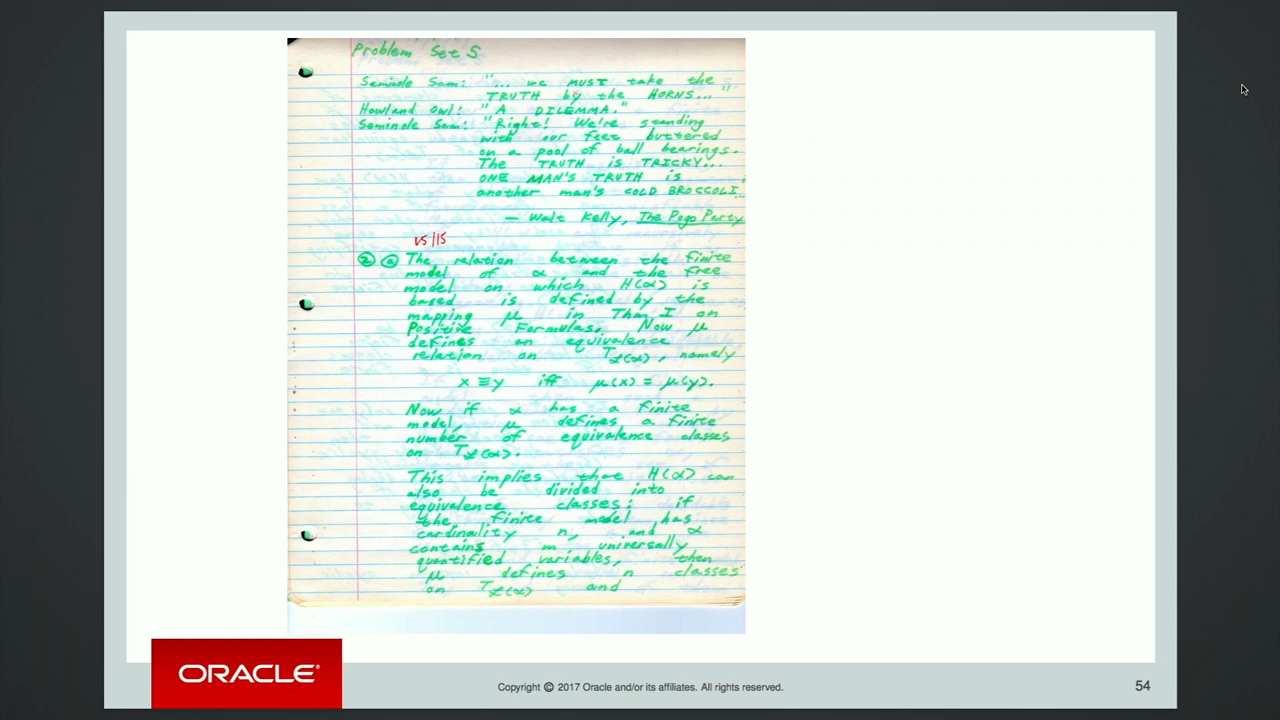 Problem Set 5
Seminole Sam: "... we MUST take the
TRUTH by the HORNS..."
Howland Owl: "A DILEMMA."
Seminole Sam: "Right! We're standing
with our feet buttered
on a pool of ball bearings.
The TRUTH is TRICKY...
ONE MAN'S TRUTH is
another man's COLD BROCCOLI..."
— Walt Kelly, The Pogo Party
15/15
② ⓐ The relation between the finite
model of α and the free
model on which H(α) is
based is defined by the
mapping μ in Thm I on
Positive Formulas. Now μ
defines an equivalence
relation on T𝓛(α), namely
x ≡ y iff μ(x) = μ(y).
Now if α has a finite
model, μ defines a finite
number of equivalence classes
on T𝓛(α).
This implies that H(α) can
also be divided into
equivalence classes; if
the finite model has
cardinality n, and α
contains m universally
quantified variables, then
μ defines n classes
on T𝓛(α) and
ORACLE®
Copyright © 2017 Oracle and/or its affiliates. All rights reserved.
54